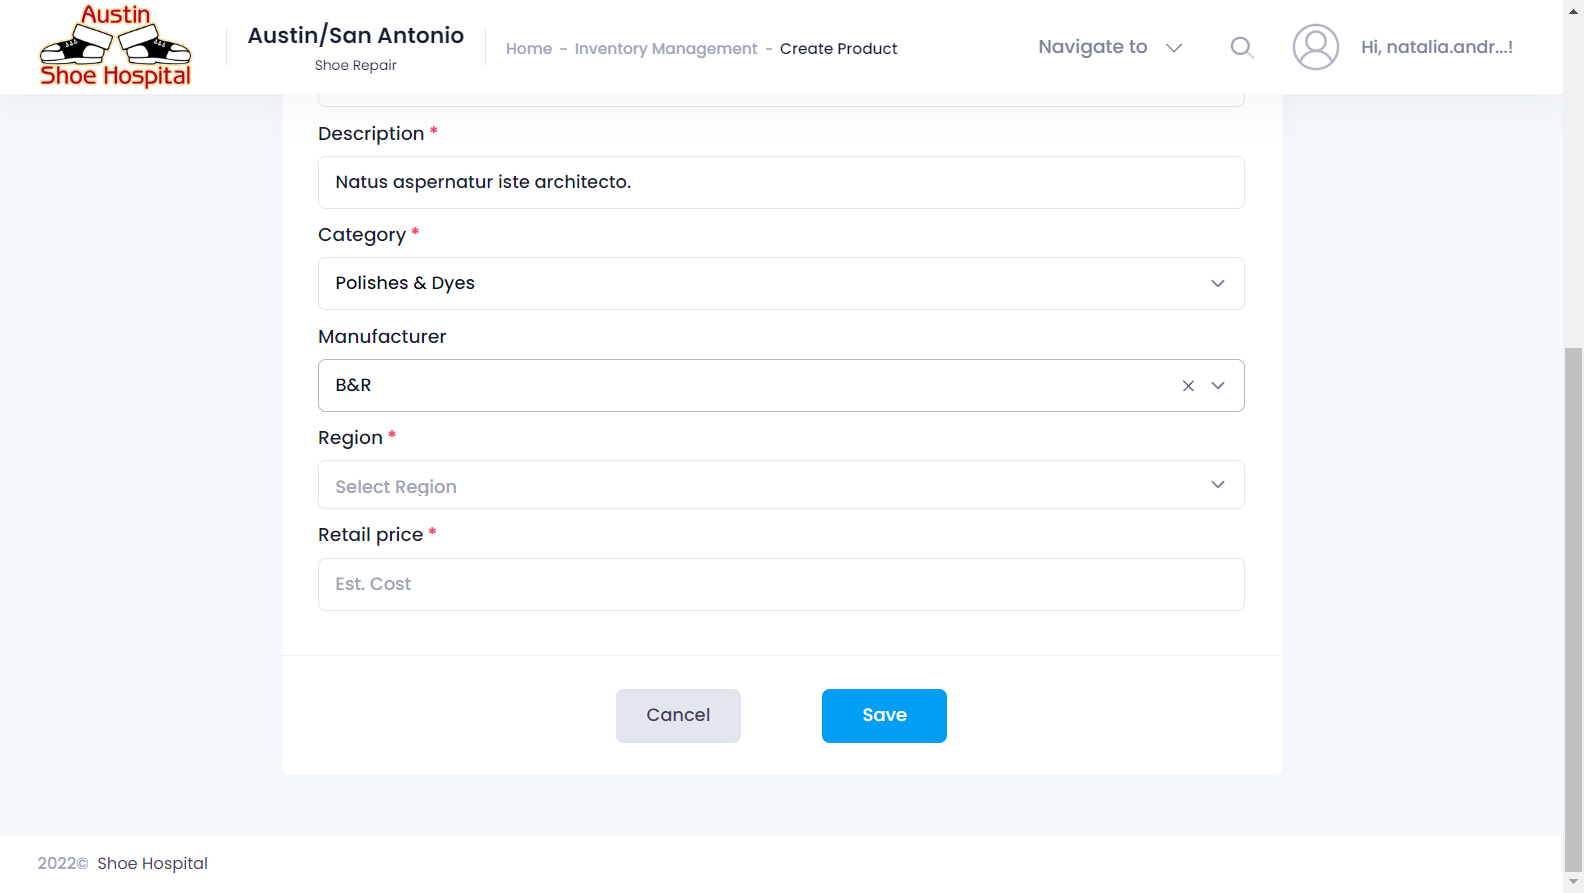 Austin
Shoe Hospital
Austin/San Antonio
Shoe Repair
Home - Inventory Management - Create Product
Navigate to
Hi, natalia.andr...!
Description *
Natus aspernatur iste architecto.
Category *
Polishes & Dyes
Manufacturer
B&R
Region *
Select Region
Retail price *
Est. Cost
Cancel
Save
2022© Shoe Hospital